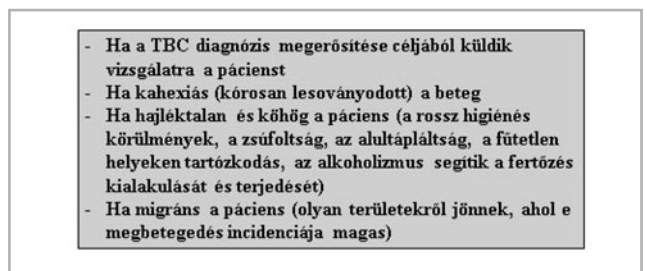 - Ha a TBC diagnózis megerősítése céljából küldik
vizsgálatra a pácienst
- Ha kahexiás (kórosan lesoványodott) a beteg
- Ha hajléktalan és köhög a páciens (a rossz higiénés
körülmények, a zsúfoltság, az alultápláltság, a fűtetlen
helyeken tartózkodás, az alkoholizmus segítik a fertőzés
kialakulását és terjedését)
- Ha migráns a páciens (olyan területekről jönnek, ahol e
megbetegedés incidenciája magas)